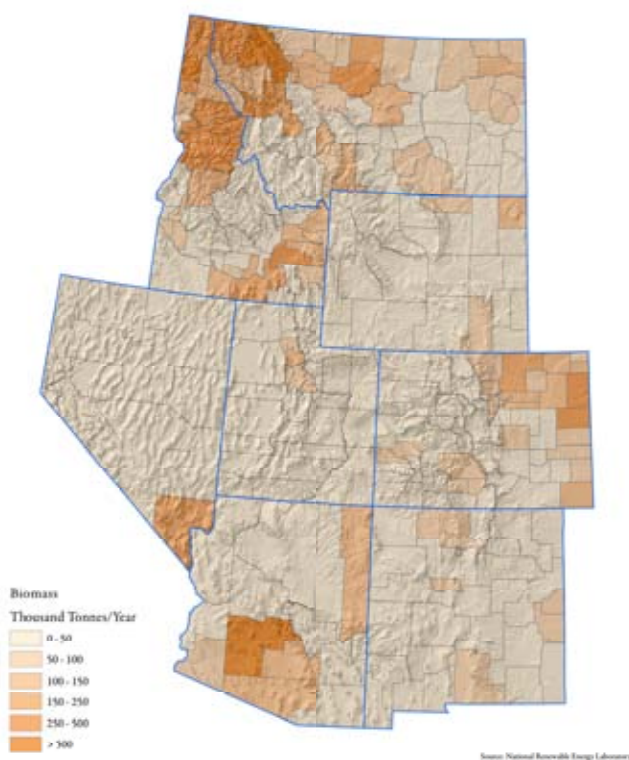 Biomass
Thousand Tonnes/Year
0 - 50
50 - 100
100 - 150
150 - 250
250 - 500
> 500
Source: National Renewable Energy Laboratory